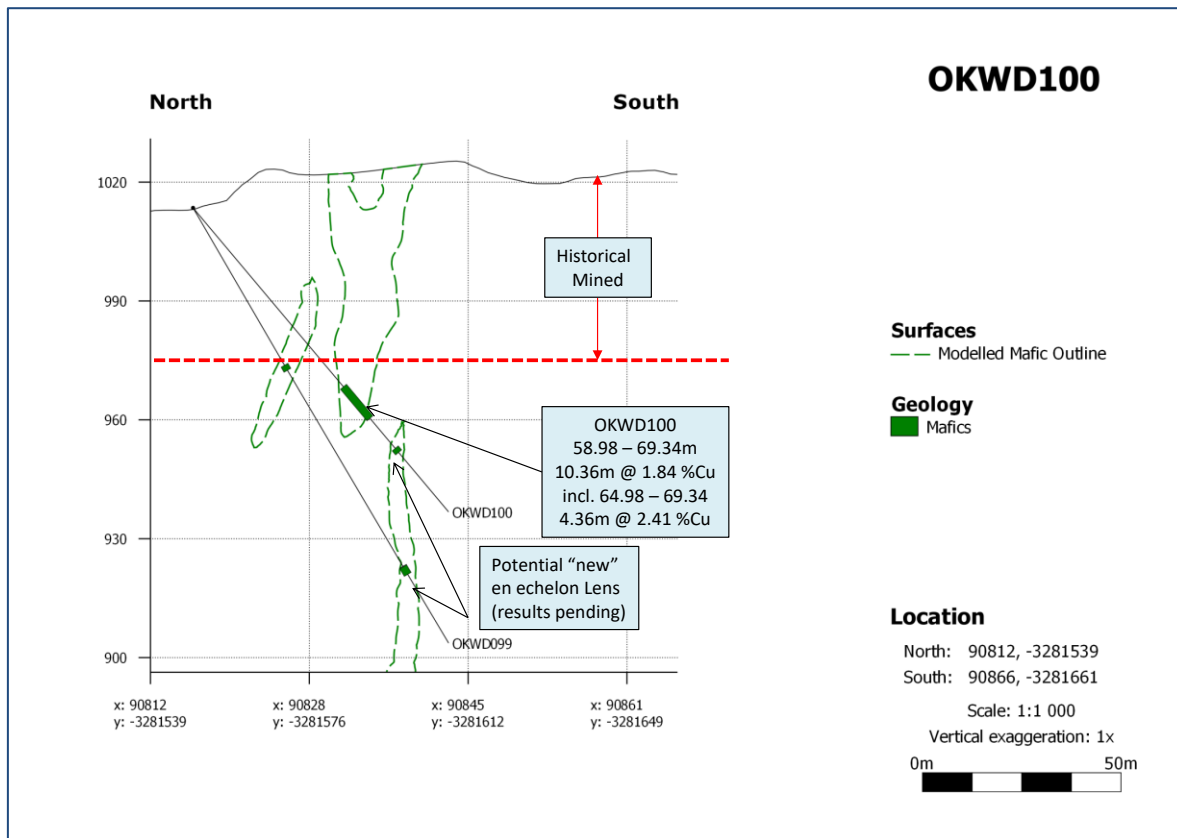 OKWD100
North
South
1020
990
960
930
900
Historical
Mined
OKWD100
58.98 – 69.34m
10.36m @ 1.84 %Cu
incl. 64.98 – 69.34
4.36m @ 2.41 %Cu
OKWD100
Potential “new”
en echelon Lens
(results pending)
OKWD099
x: 90812
y: -3281539
x: 90828
y: -3281576
x: 90845
y: -3281612
x: 90861
y: -3281649
Surfaces
Modelled Mafic Outline
Geology
Mafics
Location
North: 90812, -3281539
South: 90866, -3281661
Scale: 1:1 000
Vertical exaggeration: 1x
0m 50m